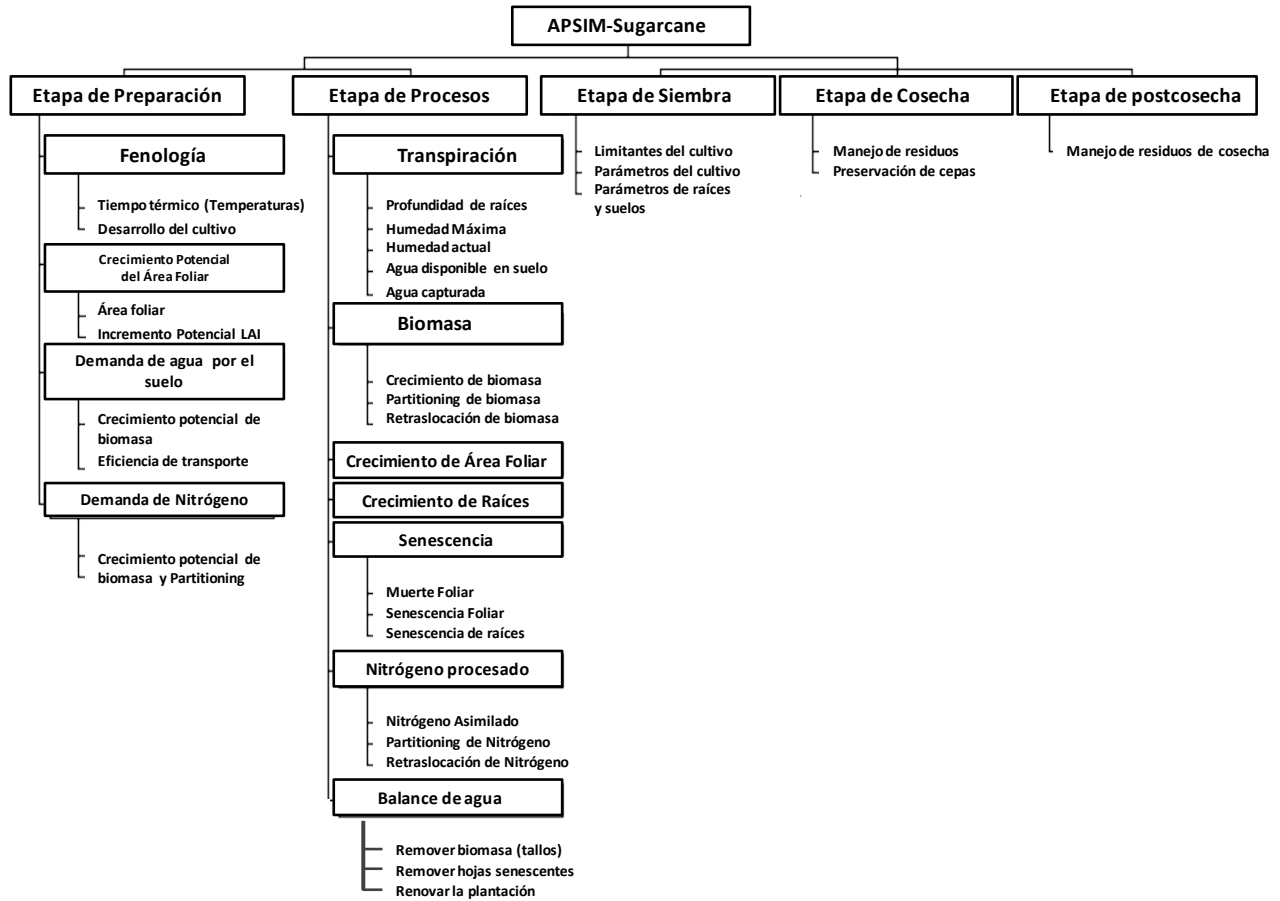 APSIM-Sugarcane
Etapa de Preparación
Fenología
Tiempo térmico (Temperaturas)
Desarrollo del cultivo
Crecimiento Potencial
del Área Foliar
Área foliar
Incremento Potencial LAI
Demanda de agua por el
suelo
Crecimiento potencial de
biomasa
Eficiencia de transporte
Demanda de Nitrógeno
Crecimiento potencial de
biomasa y Partitioning
Etapa de Procesos
Transpiración
Profundidad de raíces
Humedad Máxima
Humedad actual
Agua disponible en suelo
Agua capturada
Biomasa
Crecimiento de biomasa
Partitioning de biomasa
Retraslocación de biomasa
Crecimiento de Área Foliar
Crecimiento de Raíces
Senescencia
Muerte Foliar
Senescencia Foliar
Senescencia de raíces
Nitrógeno procesado
Nitrógeno Asimilado
Partitioning de Nitrógeno
Retraslocación de Nitrógeno
Balance de agua
Remover biomasa (tallos)
Remover hojas senescentes
Renovar la plantación
Etapa de Siembra
Limitantes del cultivo
Parámetros del cultivo
Parámetros de raíces
y suelos
Etapa de Cosecha
Manejo de residuos
Preservación de cepas
Etapa de postcosecha
Manejo de residuos de cosecha